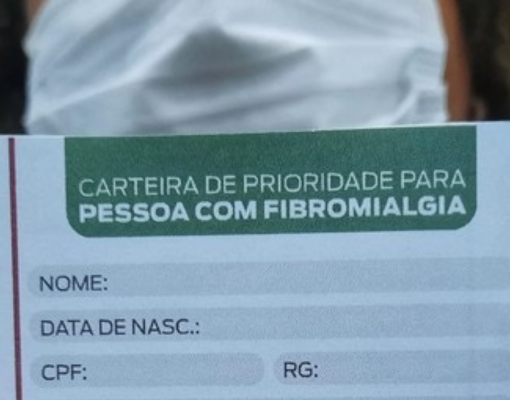 CARTEIRA DE PRIORIDADE PARA
PESSOA COM FIBROMIALGIA
NOME:
DATA DE NASC.:
CPF: RG: